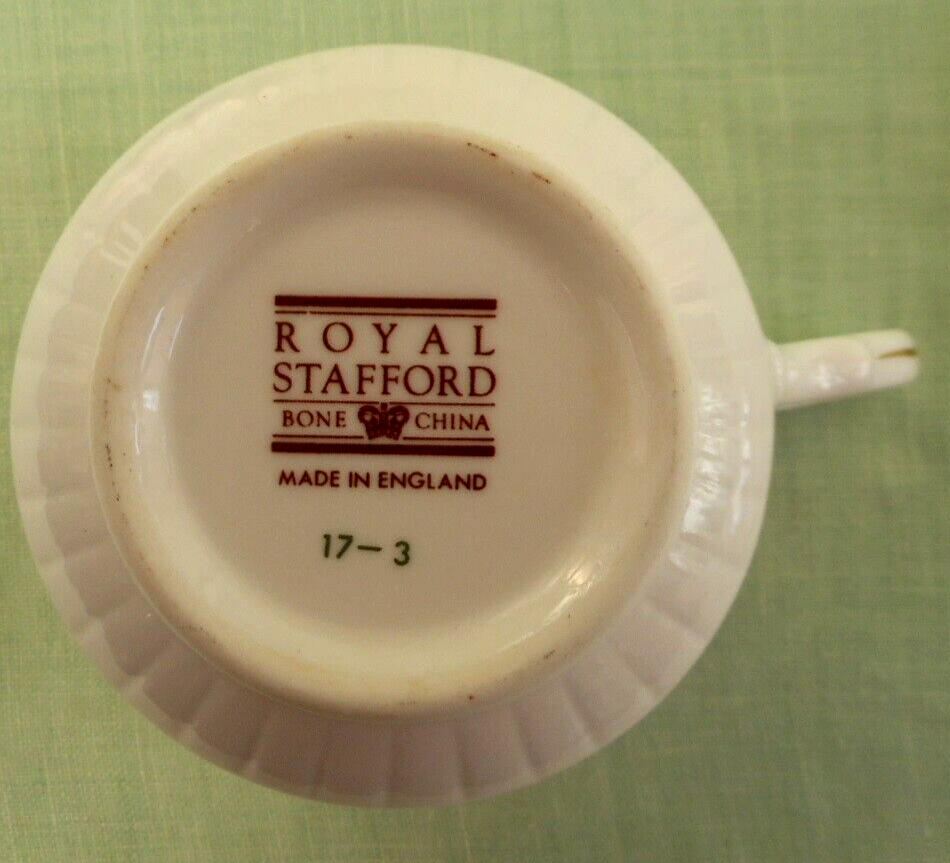 ROYAL
STAFFORD
BONE CHINA
MADE IN ENGLAND
17-3